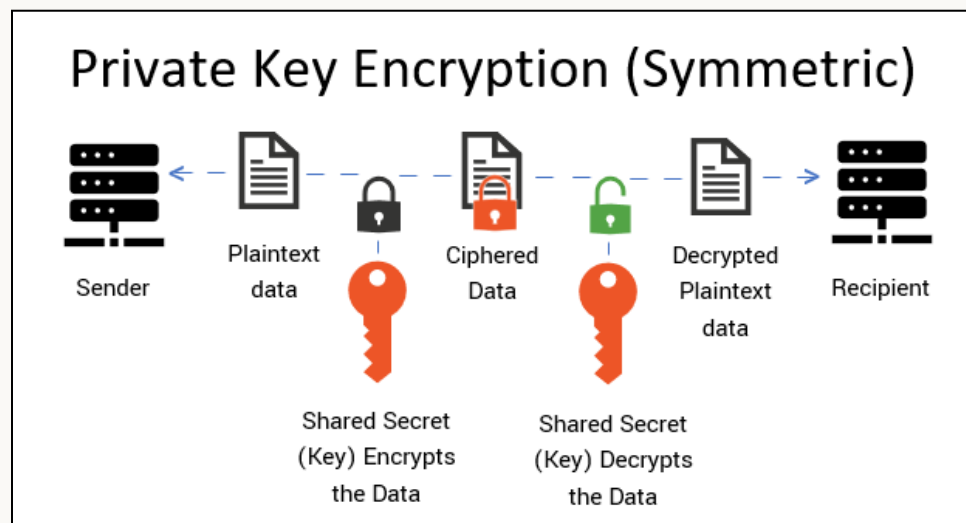 Private Key Encryption (Symmetric)
Sender
Plaintext
data
Ciphered
Data
Decrypted
Plaintext
data
Recipient
Shared Secret
(Key) Encrypts
the Data
Shared Secret
(Key) Decrypts
the Data